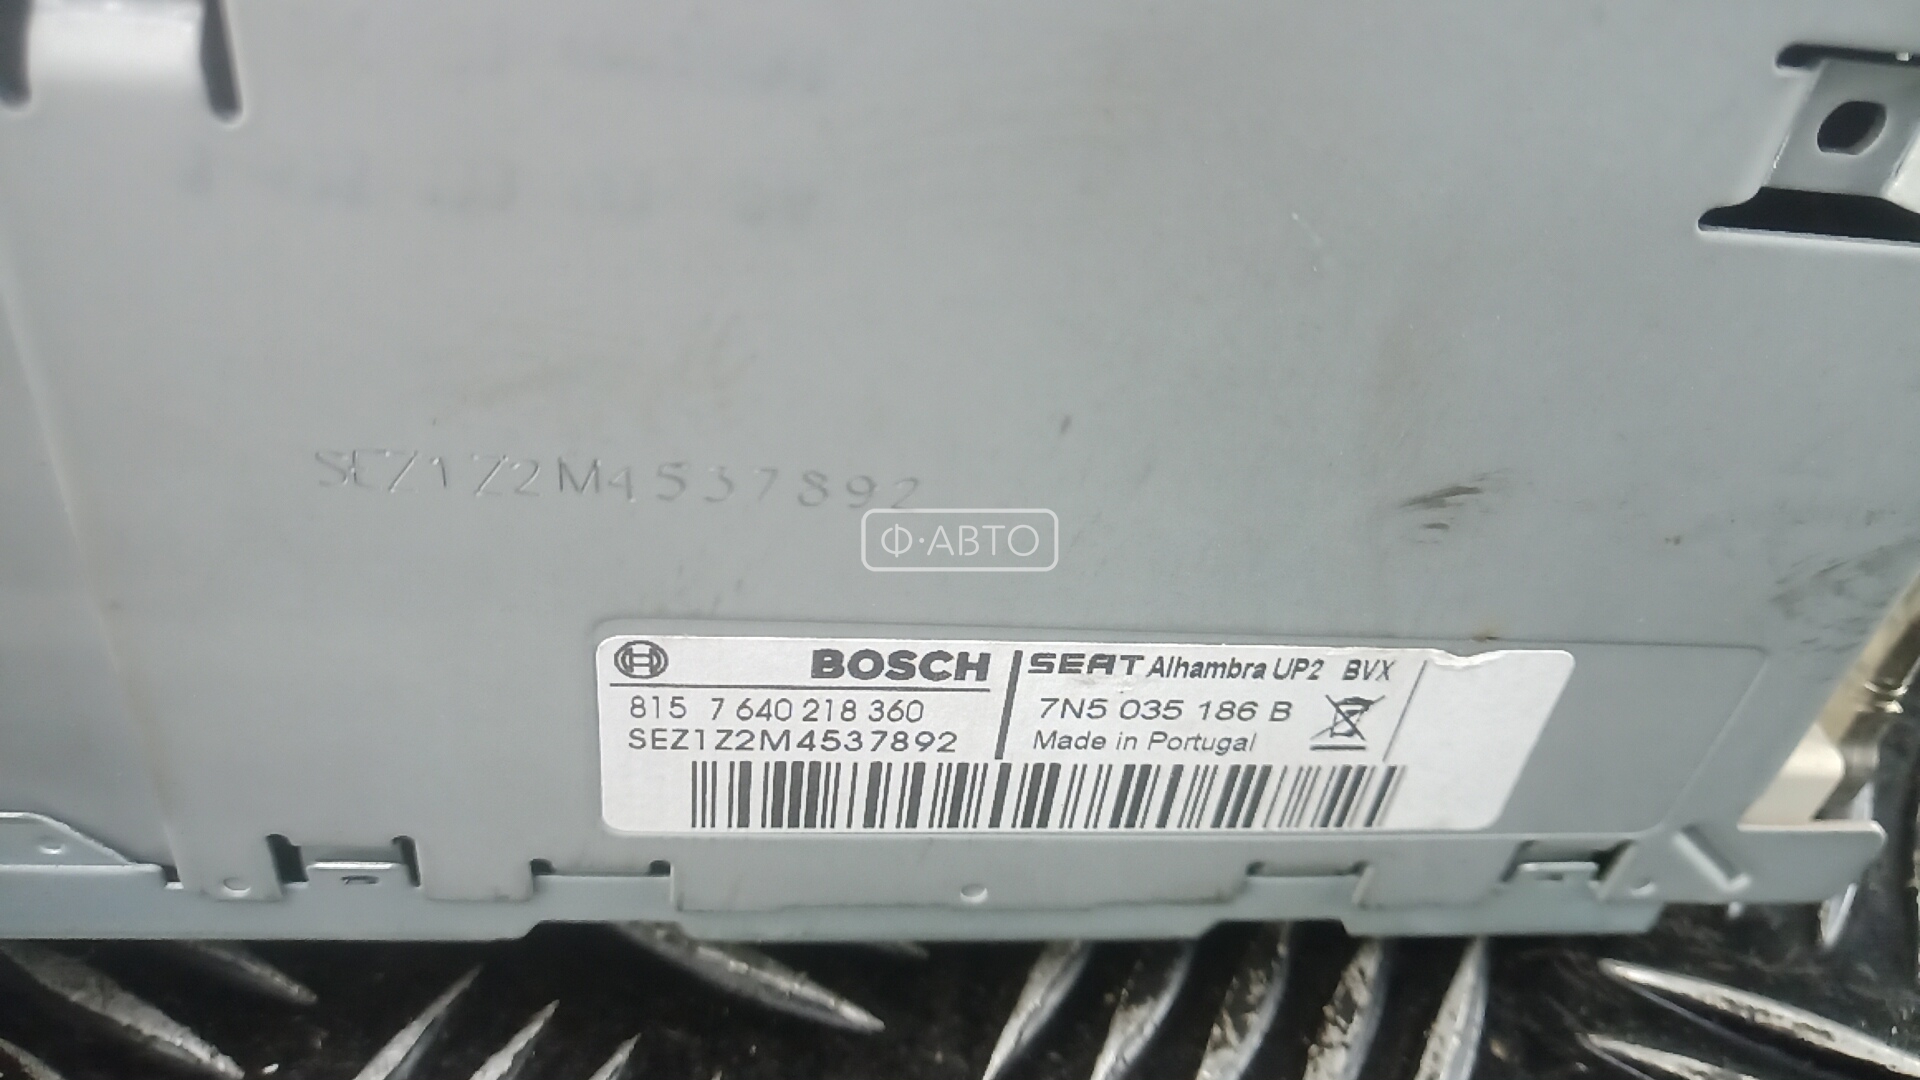 SEZ1Z2M4537892
Ф·АВТО
BOSCH
815 7 640 218 360
SEZ1Z2M4537892
SEAT Alhambra UP2 BVX
7N5 035 186 B
Made in Portugal